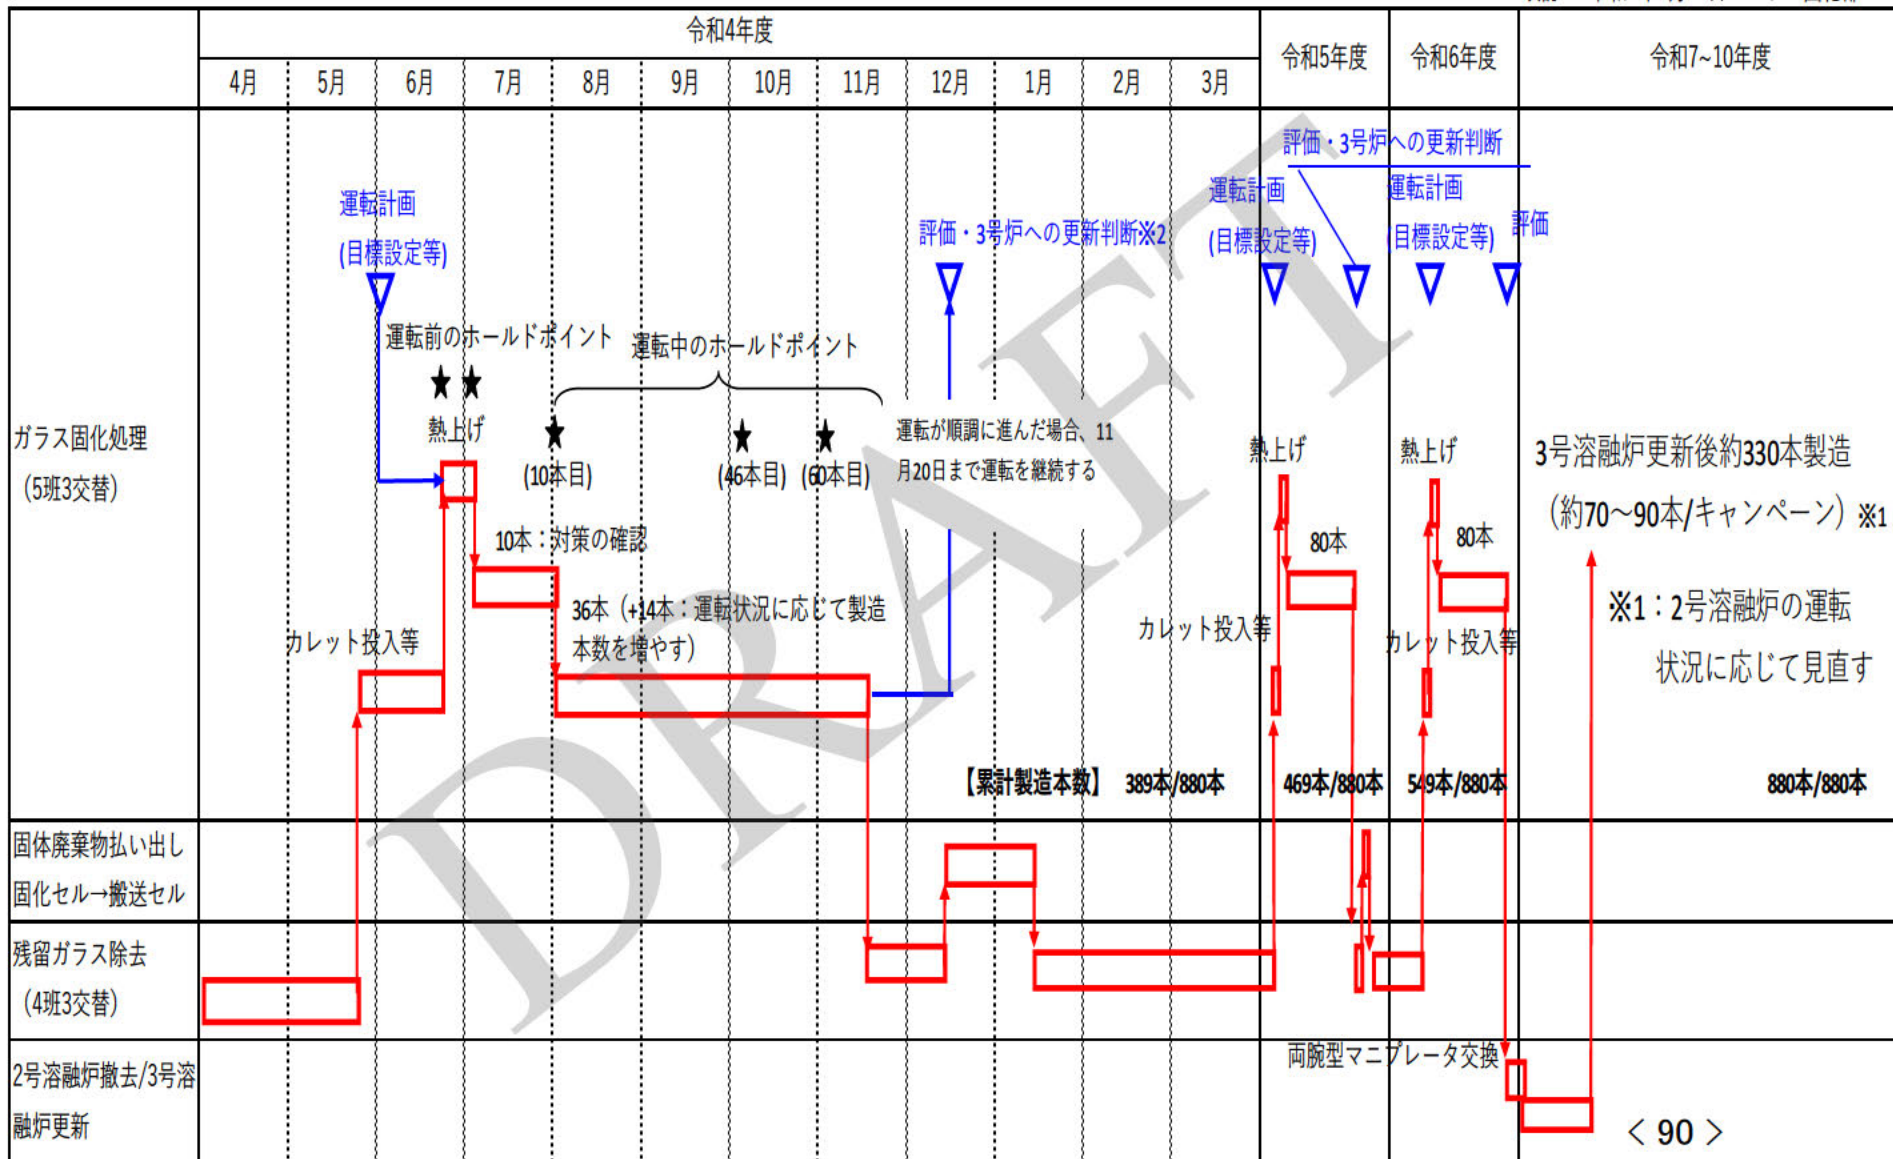 令和4年度
令和5年度
令和6年度
令和7~10年度
4月 5月 6月 7月 8月 9月 10月 11月 12月 1月 2月 3月
ガラス固化処理
（5班3交替）
運転計画
(目標設定等)
運転前のホールドポイント
★ ★
熱上げ
運転中のホールドポイント
★ ★ ★
(10本目) (46本目) (60本目)
10本：対策の確認
36本（+14本：運転状況に応じて製造
本数を増やす）
カレット投入等
評価・3号炉への更新判断※2
運転が順調に進んだ場合、11
月20日まで運転を継続する
評価・3号炉への更新判断
運転計画
(目標設定等)
運転計画
(目標設定等)
評価
熱上げ
80本
カレット投入等
熱上げ
80本
カレット投入等
3号溶融炉更新後約330本製造
（約70～90本/キャンペーン）※1
※1：2号溶融炉の運転
状況に応じて見直す
【累計製造本数】 389本/880本 469本/880本 549本/880本 880本/880本
固体廃棄物払い出し
固化セル→搬送セル
残留ガラス除去
（4班3交替）
2号溶融炉撤去/3号溶
融炉更新
両腕型マニプレータ交換
＜ 90 ＞
DRAFT